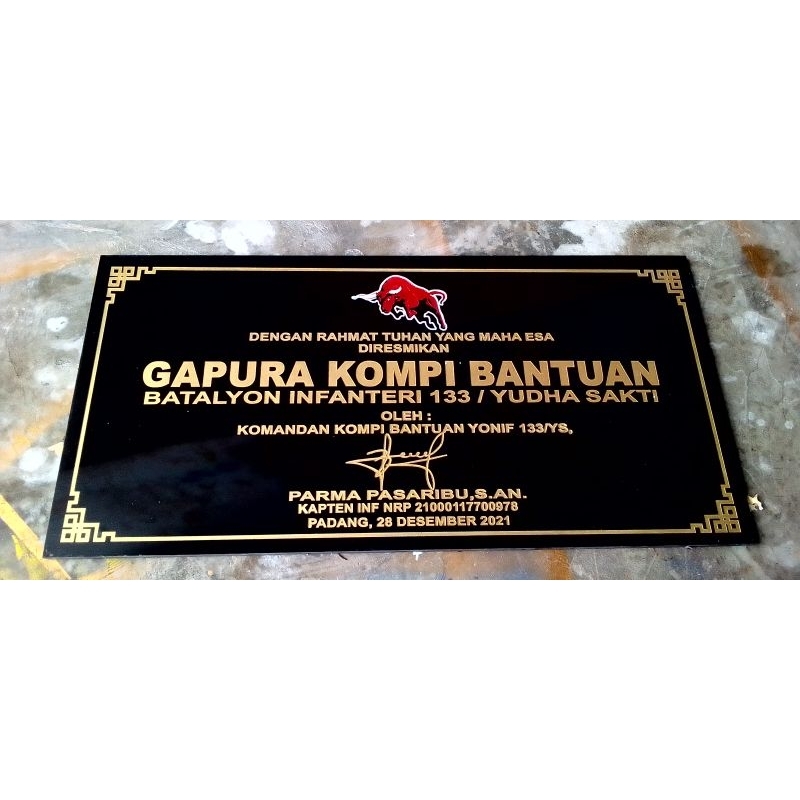 DENGAN RAHMAT TUHAN YANG MAHA ESA
DIRESMIKAN
GAPURA KOMPI BANTUAN
BATALYON INFANTERI 133 / YUDHA SAKTI
OLEH :
KOMANDAN KOMPI BANTUAN YONIF 133/YS,
PARMA PASARIBU,S.AN.
KAPTEN INF NRP 21000117700978
PADANG, 28 DESEMBER 2021